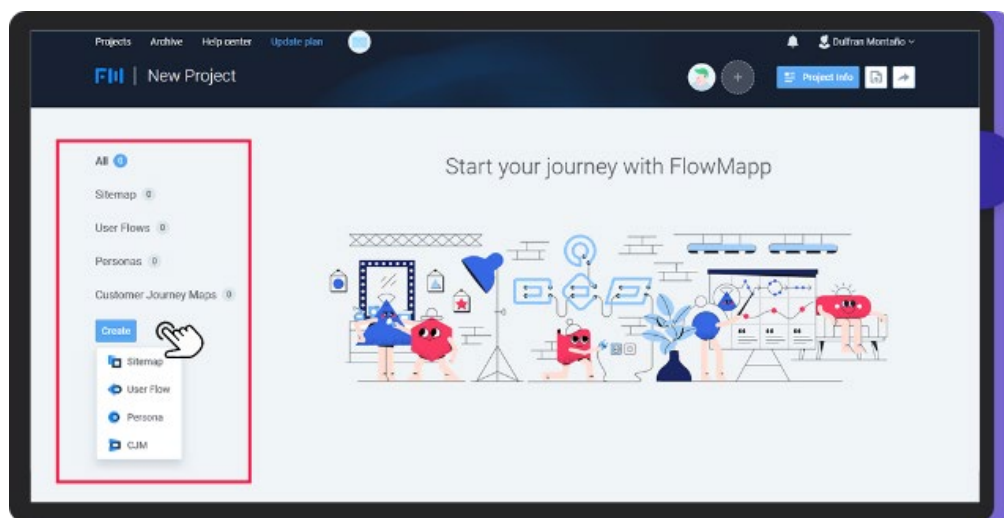 Projects Archive Help center Update plan
Dulfran Montaño
FM | New Project
Project Info
All 0
Start your journey with FlowMapp
Sitemap 0
User Flows 0
Personas 0
Customer Journey Maps 0
Create
Sitemap
User Flow
Persona
CJM